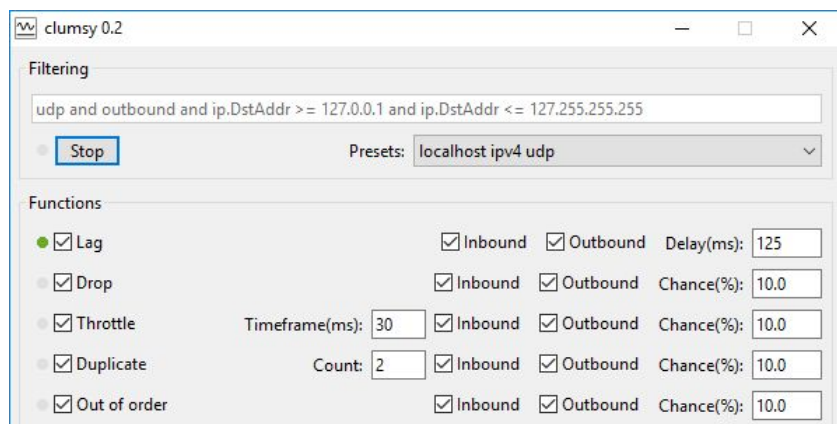 clumsy 0.2
Filtering
udp and outbound and ip.DstAddr >= 127.0.0.1 and ip.DstAddr <= 127.255.255.255
Stop Presets: localhost ipv4 udp
Functions
Lag Inbound Outbound Delay(ms): 125
Drop Inbound Outbound Chance(%): 10.0
Throttle Timeframe(ms): 30 Inbound Outbound Chance(%): 10.0
Duplicate Count: 2 Inbound Outbound Chance(%): 10.0
Out of order Inbound Outbound Chance(%): 10.0